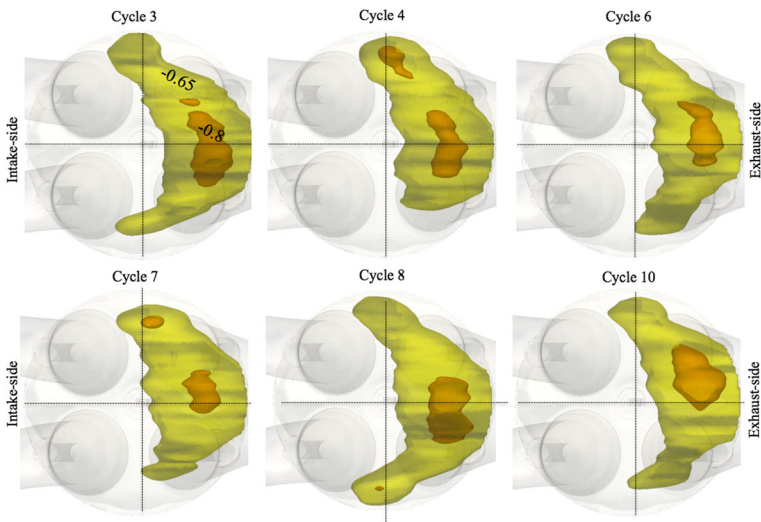 Cycle 3
Cycle 4
Cycle 6
-0.65
-0.8
Intake-side
Exhaust-side
Cycle 7
Cycle 8
Cycle 10
Intake-side
Exhaust-side